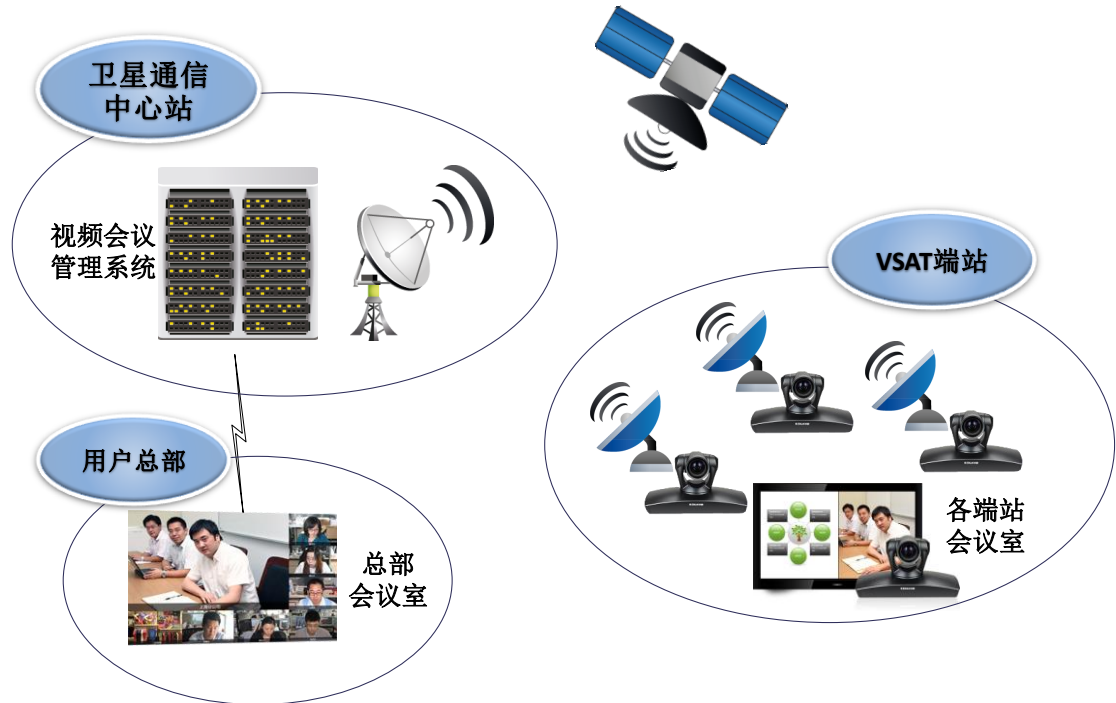 卫星通信
中心站
视频会议
管理系统
VSAT端站
用户总部
总部
会议室
各端站
会议室